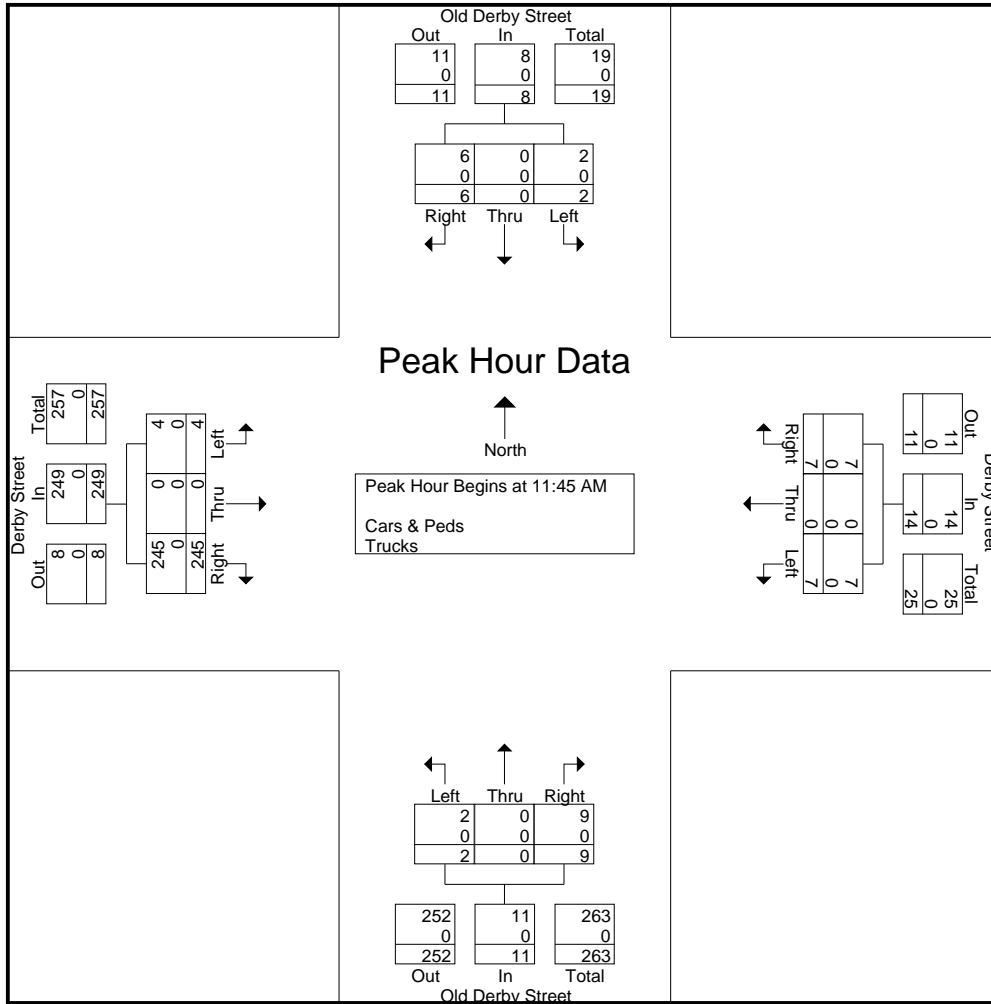 Old Derby Street
Out In Total
11 8 19
0 0 0
11 8 19
6 0 2
0 0 0
6 0 2
Right Thru Left
Peak Hour Data
North
Peak Hour Begins at 11:45 AM
Cars & Peds
Trucks
Derby Street
Total In Out
257 249 8
0 0 0
257 249 8
4 0 245
0 0 0
4 0 245
Left Thru Right
Right Thru Left
7 0 7
0 0 0
7 0 7
Out In Total
11 14 25
0 0 0
11 14 25
Derby Street
Left Thru Right
2 0 9
0 0 0
2 0 9
252 11 263
0 0 0
252 11 263
Out In Total
Old Derby Street